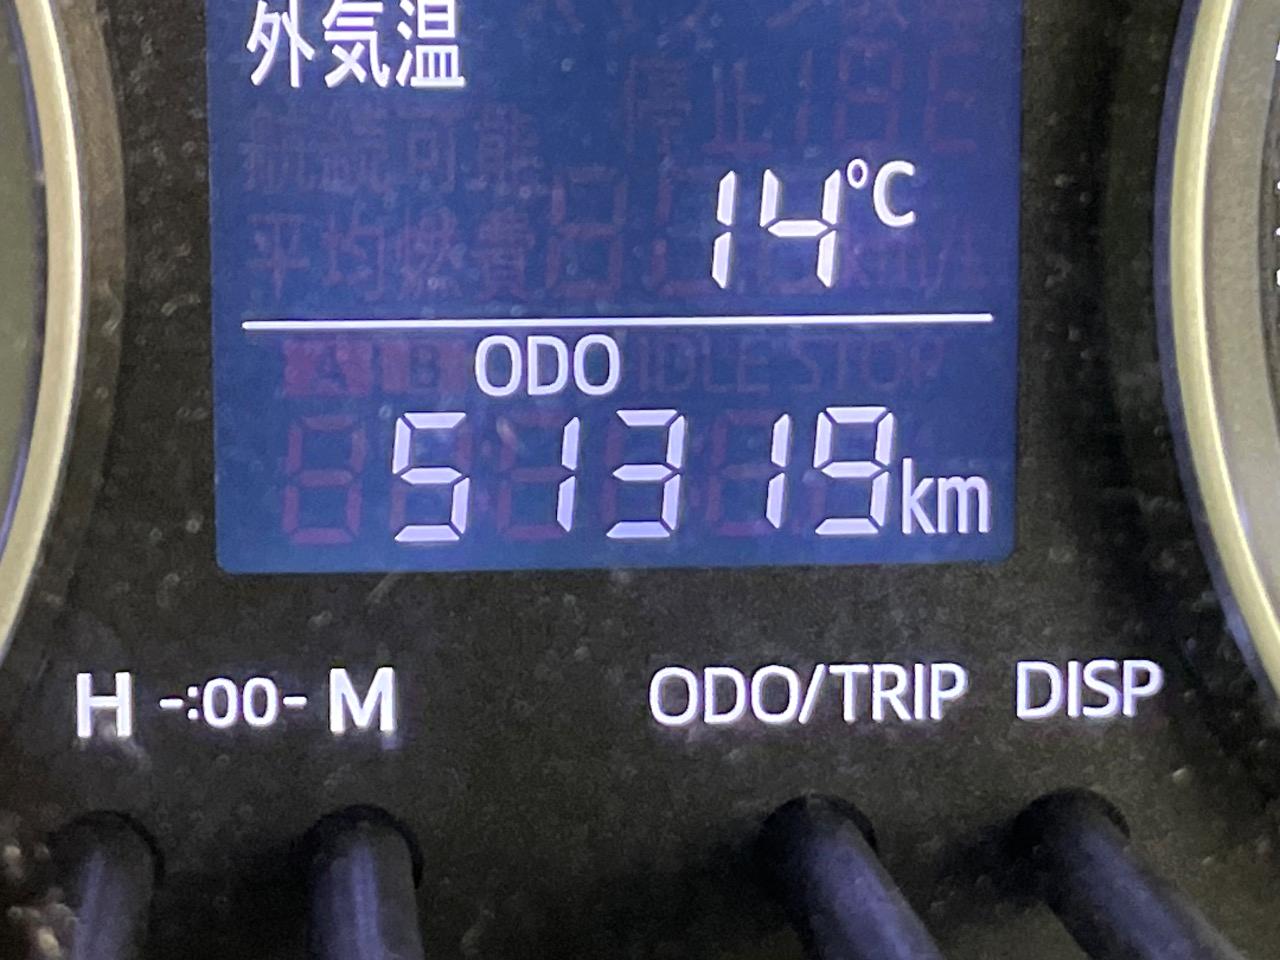 外気温
14°C
ODO
51319km
H -:00- M
ODO/TRIP DISP